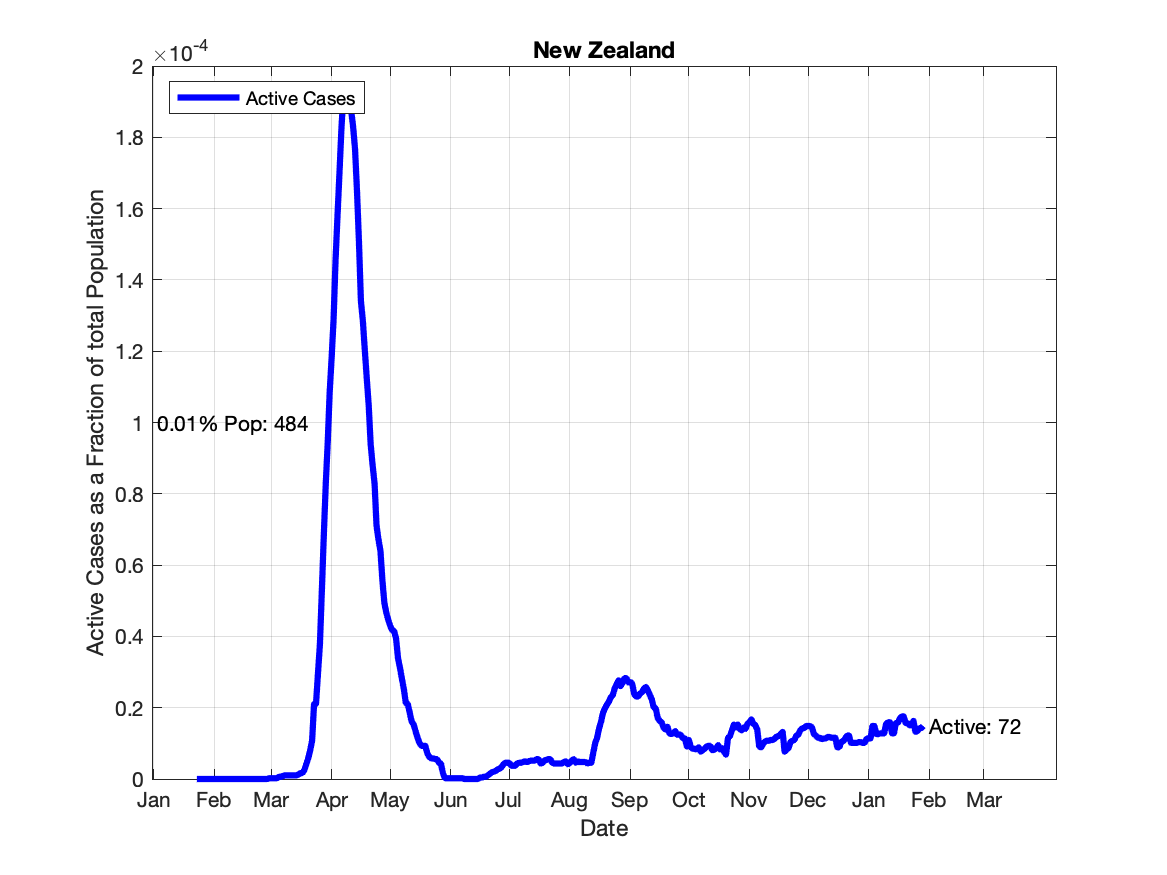 New Zealand
×10-4
Active Cases
2
1.8
1.6
1.4
1.2
1
0.8
0.6
0.4
0.2
0
0.01% Pop: 484
Active: 72
Active Cases as a Fraction of total Population
Jan Feb Mar Apr May Jun Jul Aug Sep Oct Nov Dec Jan Feb Mar
Date